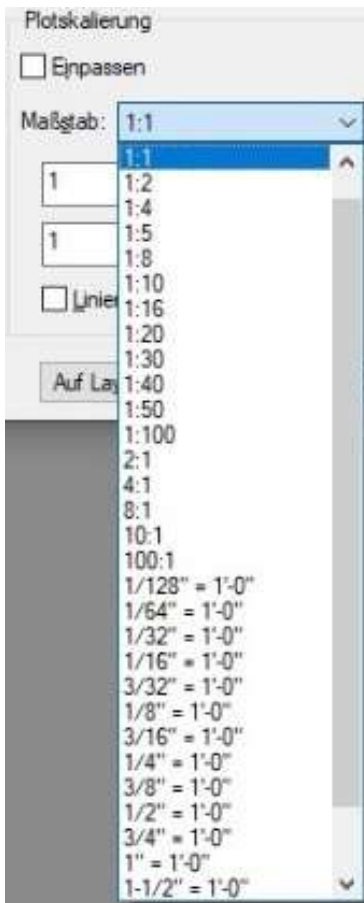 Plotskalierung
Einpassen
Maßstab: 1:1
1:1
1
1:2
1:4
1:5
1
1:8
1:10
1:16
1:20
1:30
1:40
Auf
1:50
1:100
2:1
4:1
8:1
10:1
100:1
1/128" = 1'-0"
1/64" = 1'-0"
1/32" = 1'-0"
1/16" = 1'-0"
3/32" = 1'-0"
1/8" = 1'-0"
3/16" = 1'-0"
1/4" = 1'-0"
3/8" = 1'-0"
1/2" = 1'-0"
3/4" = 1'-0"
1" = 1'-0"
1-1/2" = 1'-0"